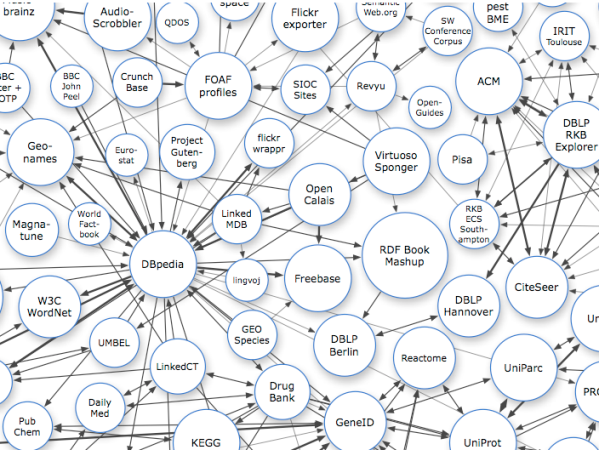 brainz
Audio-
Scrobbler
QDOS
space
Flickr
exporter
Semantic
Web.org
SW
Conference
Corpus
pest
BME
IRIT
Toulouse
BBC
John
Peel
Crunch
Base
FOAF
profiles
SIOC
Sites
Revyu
Open-
Guides
ACM
DBLP
RKB
Explorer
Geo-
names
Euro-
stat
Project
Guten-
berg
flickr
wrappr
Virtuoso
Sponger
Pisa
Open
Calais
Magna-
tune
World
Fact-
book
Linked
MDB
RKB
ECS
South-
ampton
DBpedia
lingvoj
Freebase
RDF Book
Mashup
CiteSeer
W3C
WordNet
DBLP
Hannover
UMBEL
GEO
Species
DBLP
Berlin
Reactome
LinkedCT
UniParc
Drug
Bank
Daily
Med
Pub
Chem
GeneID
KEGG
UniProt